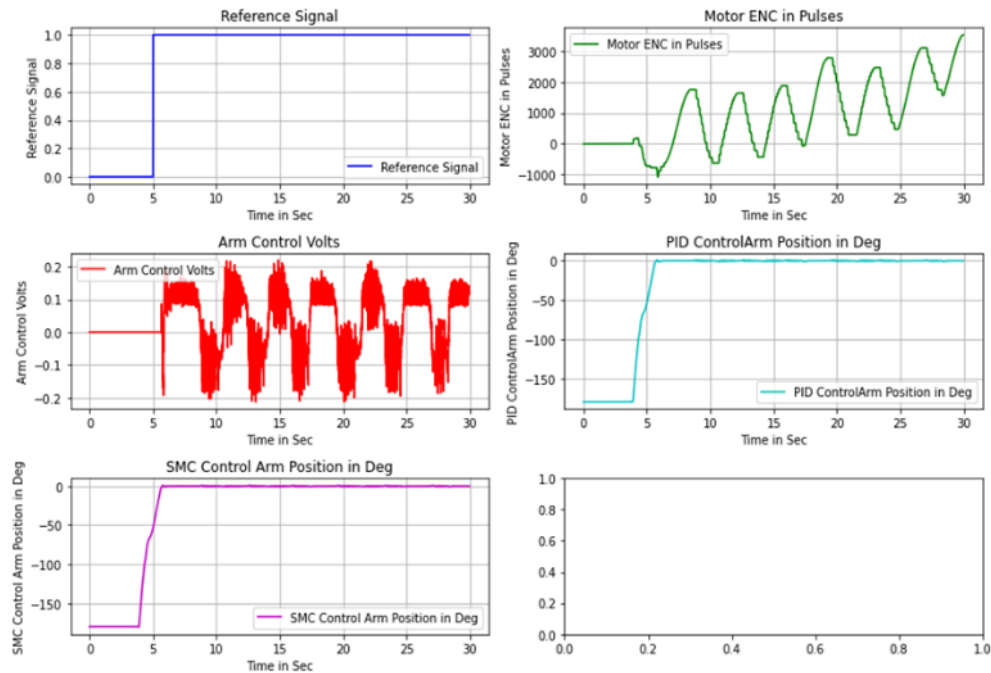 Reference Signal
Reference Signal
1.0
0.8
0.6
0.4
0.2
0.0
Reference Signal
0 5 10 15 20 25 30
Time in Sec
Motor ENC in Pulses
Motor ENC in Pulses
3000
2000
1000
0
−1000
Motor ENC in Pulses
0 5 10 15 20 25 30
Time in Sec
Arm Control Volts
Arm Control Volts
0.2
0.1
0.0
−0.1
−0.2
Arm Control Volts
0 5 10 15 20 25 30
Time in Sec
PID ControlArm Position in Deg
PID ControlArm Position in Deg
0
−50
−100
−150
PID ControlArm Position in Deg
0 5 10 15 20 25 30
Time in Sec
SMC Control Arm Position in Deg
SMC Control Arm Position in Deg
0
−50
−100
−150
SMC Control Arm Position in Deg
0 5 10 15 20 25 30
Time in Sec
1.0
0.8
0.6
0.4
0.2
0.0
0.0 0.2 0.4 0.6 0.8 1.0